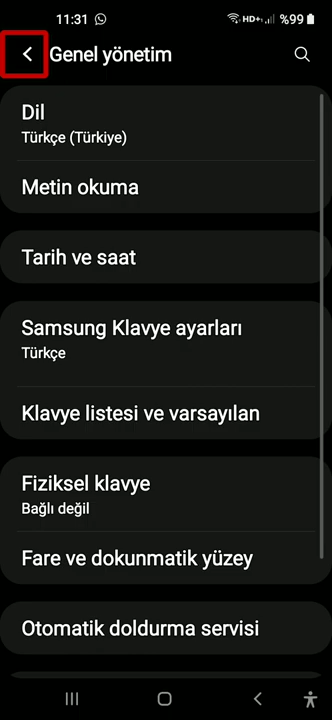 11:31 HD+ %99
Genel yönetim
Dil
Türkçe (Türkiye)
Metin okuma
Tarih ve saat
Samsung Klavye ayarları
Türkçe
Klavye listesi ve varsayılan
Fiziksel klavye
Bağlı değil
Fare ve dokunmatik yüzey
Otomatik doldurma servisi